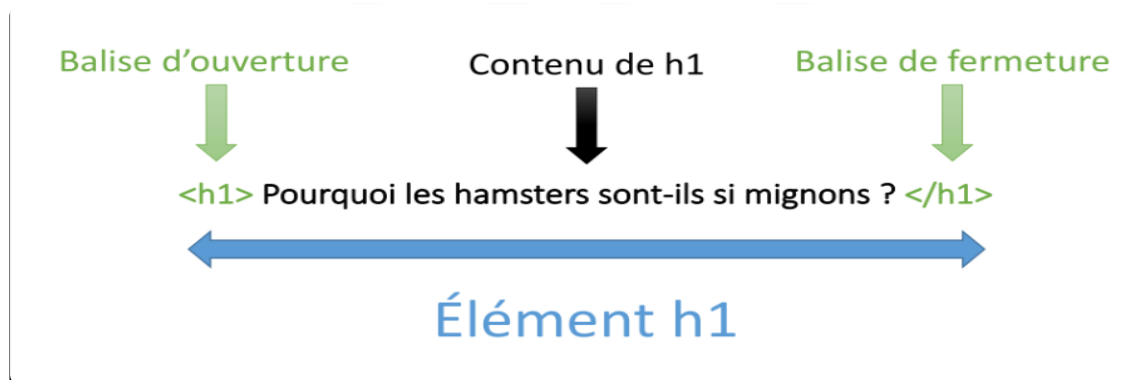 Balise d'ouverture
Contenu de h1
Balise de fermeture
<h1> Pourquoi les hamsters sont-ils si mignons ? </h1>
Élément h1